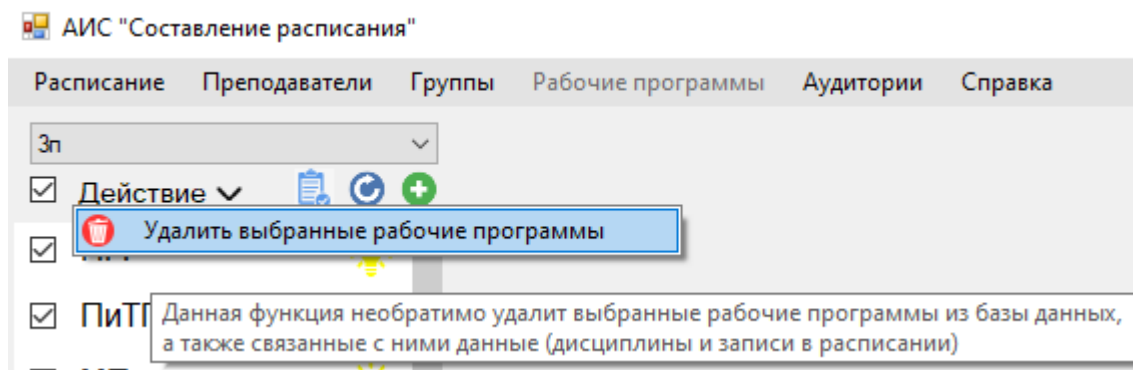 АИС "Составление расписания"
Расписание Преподаватели Группы Рабочие программы Аудитории Справка
3п
Действие
Удалить выбранные рабочие программы
Данная функция необратимо удалит выбранные рабочие программы из базы данных,
а также связанные с ними данные (дисциплины и записи в расписании)